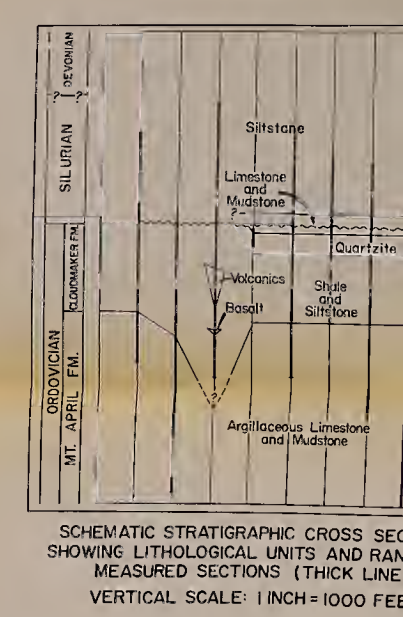 DEVONIAN
?—?
SILURIAN
ORDOVICIAN
CLOUDMAKER FM.
MT. APRIL FM.
Siltstone
Limestone
and
Mudstone
?-
Quartzite
Volcanics
Basalt
Shale
and
Siltstone
?
Argillaceous Limestone
and Mudstone
SCHEMATIC STRATIGRAPHIC CROSS SEC
SHOWING LITHOLOGICAL UNITS AND RAN
MEASURED SECTIONS (THICK LINE
VERTICAL SCALE: 1 INCH = 1000 FEE